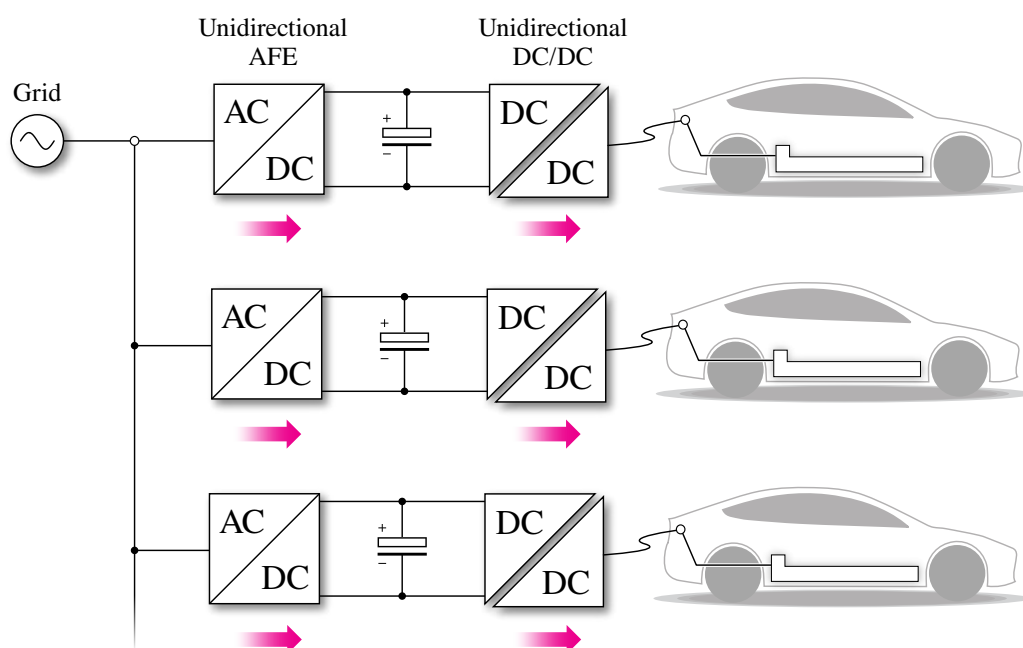 Unidirectional
AFE
Unidirectional
DC/DC
Grid
AC
DC
+
−
DC
DC
AC
DC
+
−
DC
DC
AC
DC
+
−
DC
DC